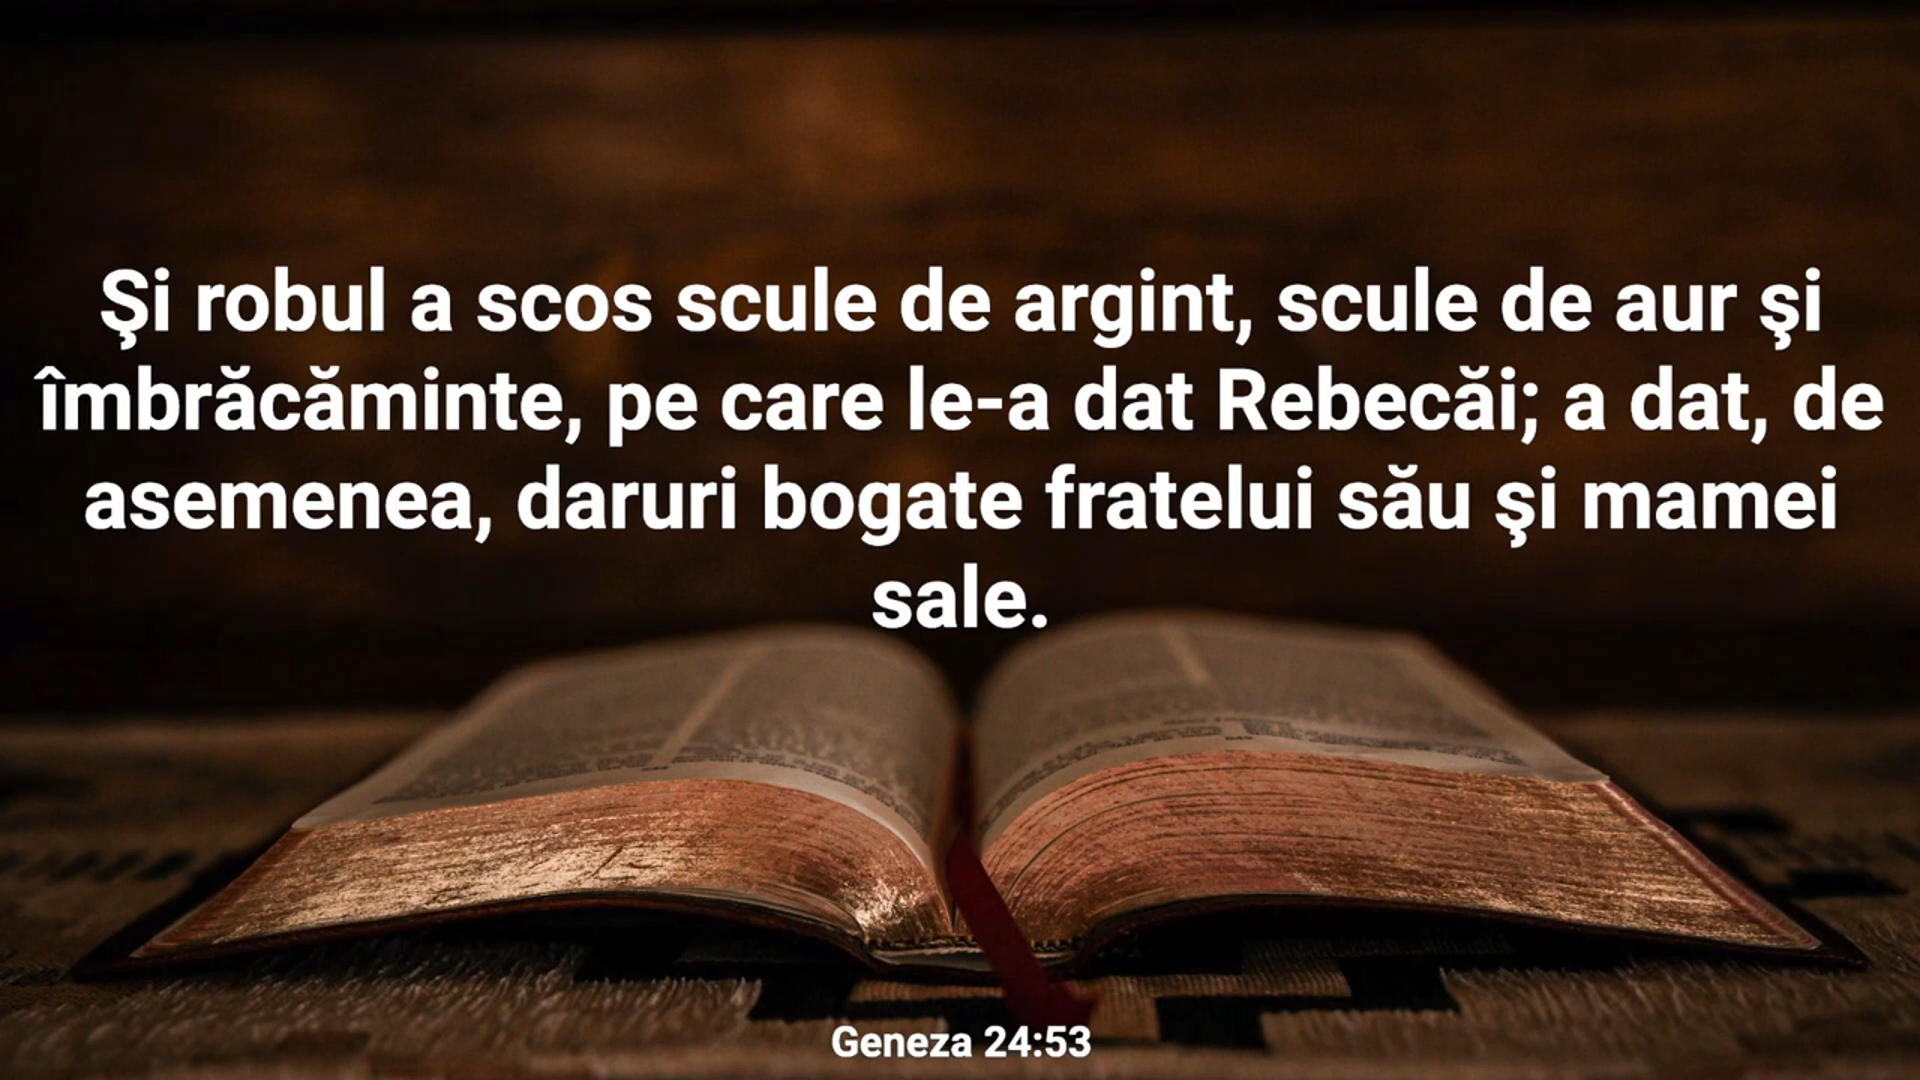 Şi robul a scos scule de argint, scule de aur şi
îmbrăcăminte, pe care le-a dat Rebecăi; a dat, de
asemenea, daruri bogate fratelui său şi mamei
sale.
Geneza 24:53